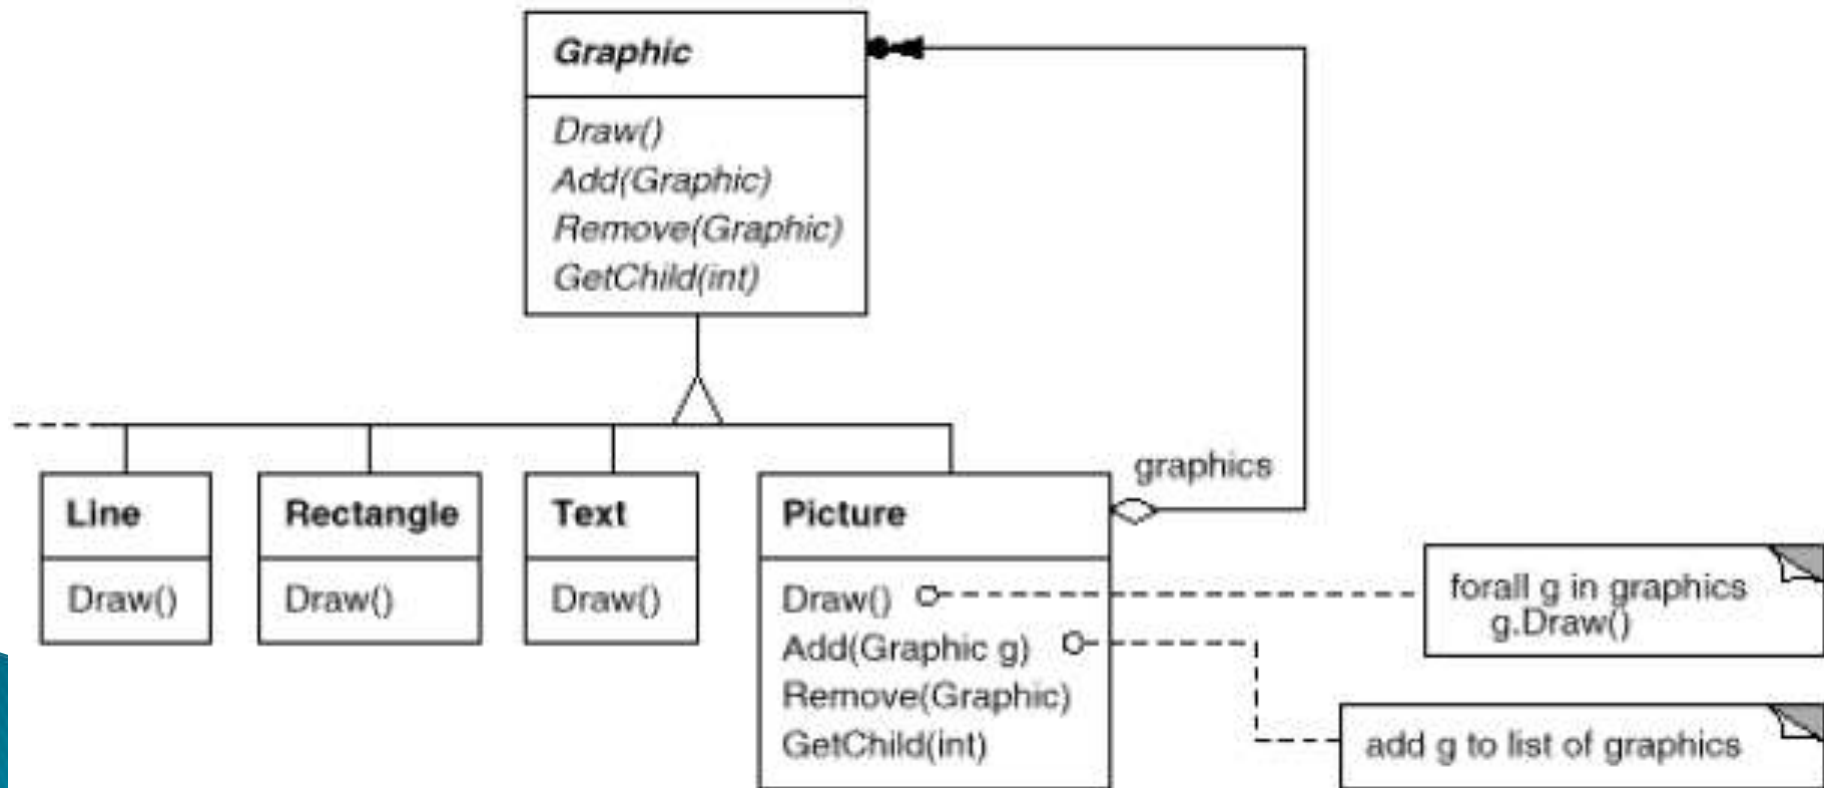 Graphic
Draw()
Add(Graphic)
Remove(Graphic)
GetChild(int)
graphics
Line
Draw()
Rectangle
Draw()
Text
Draw()
Picture
Draw()
Add(Graphic g)
Remove(Graphic)
GetChild(int)
forall g in graphics
g.Draw()
add g to list of graphics